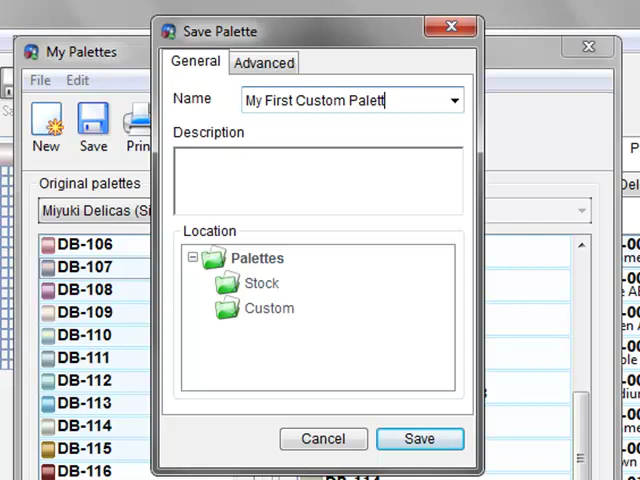 Save Palette
My Palettes
General
Advanced
File Edit
Name
My First Custom Palett
Description
New
Save
Prin
Original palettes
Miyuki Delicas (Si
Location
Palettes
Stock
Custom
DB-106
DB-107
DB-108
DB-109
DB-110
DB-111
DB-112
DB-113
DB-114
DB-115
DB-116
Cancel
Save